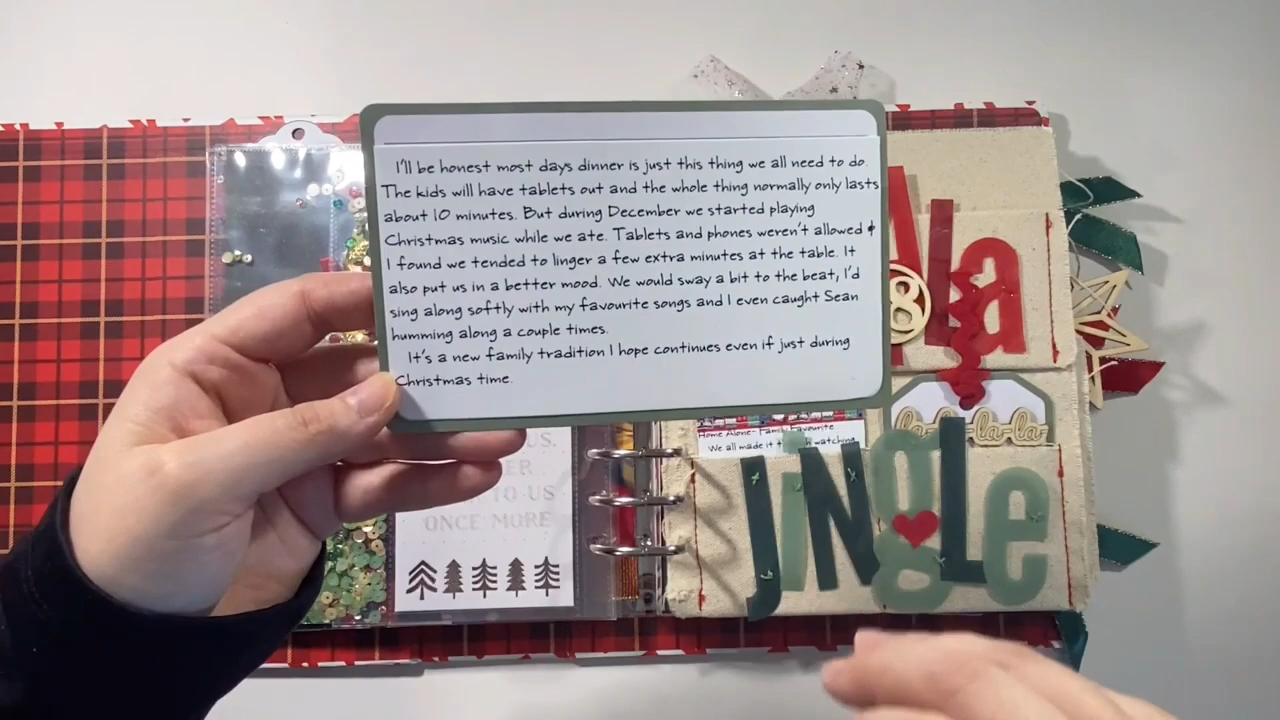 I'll be honest most days dinner is just this thing we all need to do.
The kids will have tablets out and the whole thing normally only lasts
about 10 minutes. But during December we started playing
Christmas music while we ate. Tablets and phones weren't allowed &
I found we tended to linger a few extra minutes at the table. It
also put us in a better mood. We would sway a bit to the beat, I'd
sing along softly with my favourite songs and I even caught Sean
humming along a couple times.
It's a new family tradition I hope continues even if just during
Christmas time.
US.
TO US
ONCE MORE
la
8
la-la-la-la
Home Alone- Family Favourite
We all made it watching
JiNgLe